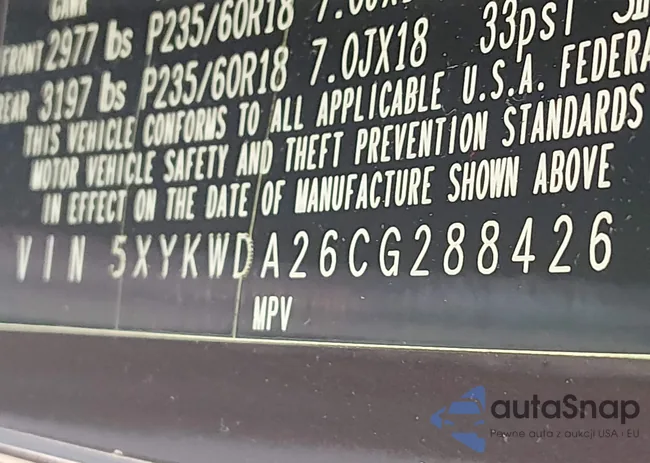 GAWR
FRONT 2977 lbs P235/60R18 7.0JX18 33psi
REAR 3197 lbs P235/60R18 7.0JX18
THIS VEHICLE CONFORMS TO ALL APPLICABLE U.S.A. FEDERA
MOTOR VEHICLE SAFETY AND THEFT PREVENTION STANDARDS
IN EFFECT ON THE DATE OF MANUFACTURE SHOWN ABOVE
VIN 5XYKWDA26CG288426
MPV
autaSnap
Pewne auta z aukcji USA i EU